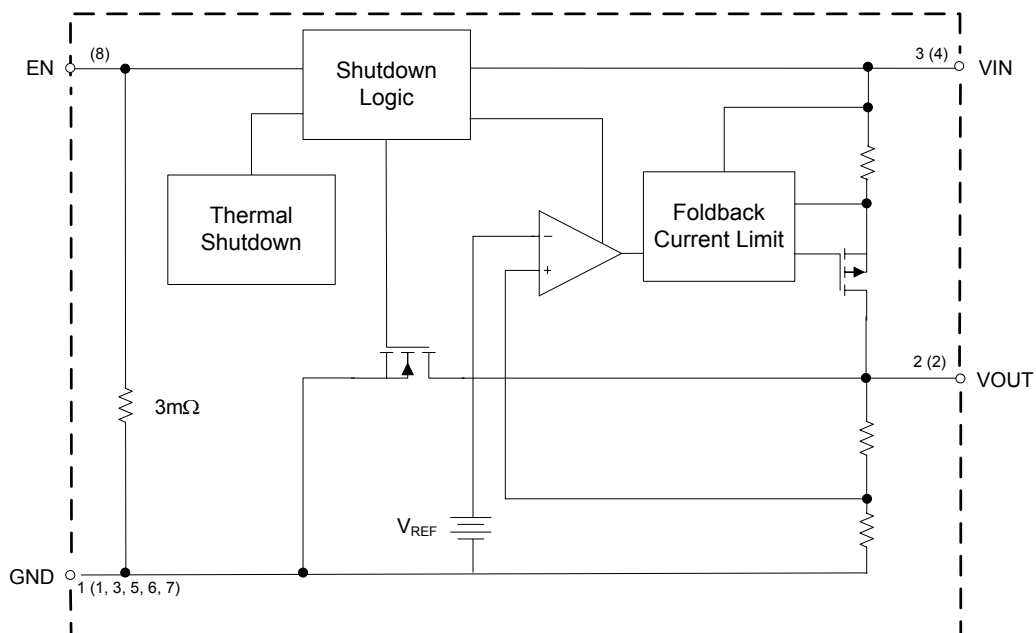 EN
(8)
Shutdown
Logic
3 (4)
VIN
Thermal
Shutdown
Foldback
Current Limit
−
+
2 (2)
VOUT
3mΩ
VREF
GND
1 (1, 3, 5, 6, 7)